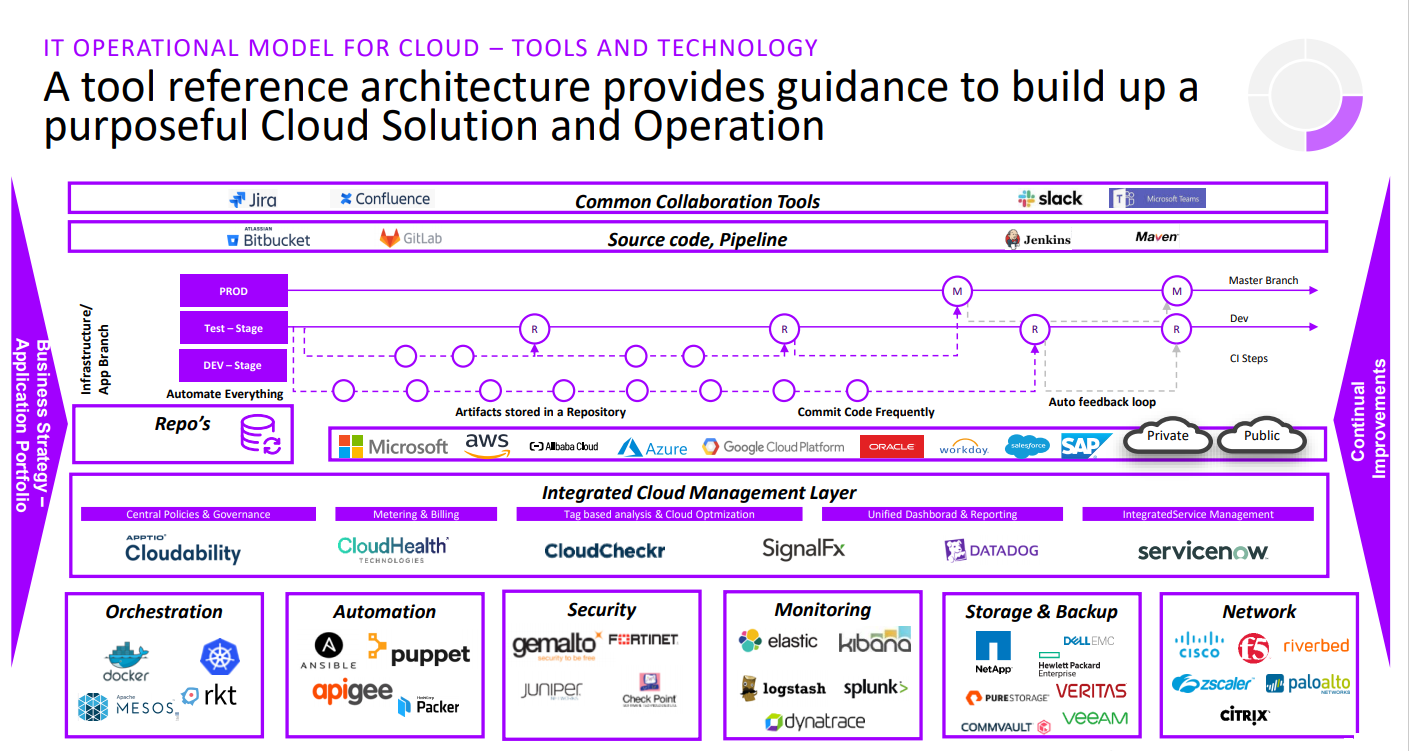 IT OPERATIONAL MODEL FOR CLOUD – TOOLS AND TECHNOLOGY
A tool reference architecture provides guidance to build up a
purposeful Cloud Solution and Operation
Business Strategy –
Application Portfolio
Jira
Confluence
Common Collaboration Tools
slack
Microsoft Teams
ATLASSIAN
Bitbucket
GitLab
Source code, Pipeline
Jenkins
Maven
Infrastructure/
App Branch
PROD
M
M
Master Branch
Test – Stage
R
R
R
R
Dev
DEV – Stage
CI Steps
Automate Everything
Artifacts stored in a Repository
Commit Code Frequently
Auto feedback loop
Repo's
Microsoft
aws
Alibaba Cloud
Azure
Google Cloud Platform
ORACLE
workday.
salesforce
SAP
Private
Public
Continual
Improvements
Integrated Cloud Management Layer
Central Policies & Governance
Metering & Billing
Tag based analysis & Cloud Optmization
Unified Dashborad & Reporting
IntegratedService Management
APPTIO
Cloudability
CloudHealth
TECHNOLOGIES
CloudCheckr
SignalFx
DATADOG
servicenow
Orchestration
docker
Apache
MESOS
rkt
Automation
ANSIBLE
puppet
apigee
HashiCorp
Packer
Security
gemalto
security to be free
FORTINET
JUNIPER
Check Point
Monitoring
elastic
kibana
logstash
splunk>
dynatrace
Storage & Backup
NetApp
DELLEMC
Hewlett Packard
Enterprise
PURESTORAGE
VERITAS
COMMVAULT
VEEAM
Network
CISCO
f5
riverbed
zscaler
paloalto
NETWORKS
CITRIX